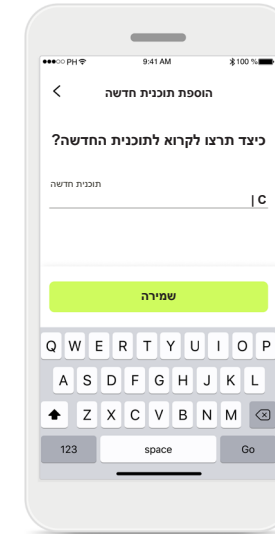 ●●●○○ PH 9:41 AM 100 %
הוספת תוכנית חדשה
כיצד תרצו לקרוא לתוכנית החדשה?
תוכנית חדשה
C |
שמירה
Q W E R T Y U I O P
A S D F G H J K L
Z X C V B N M
123 space Go